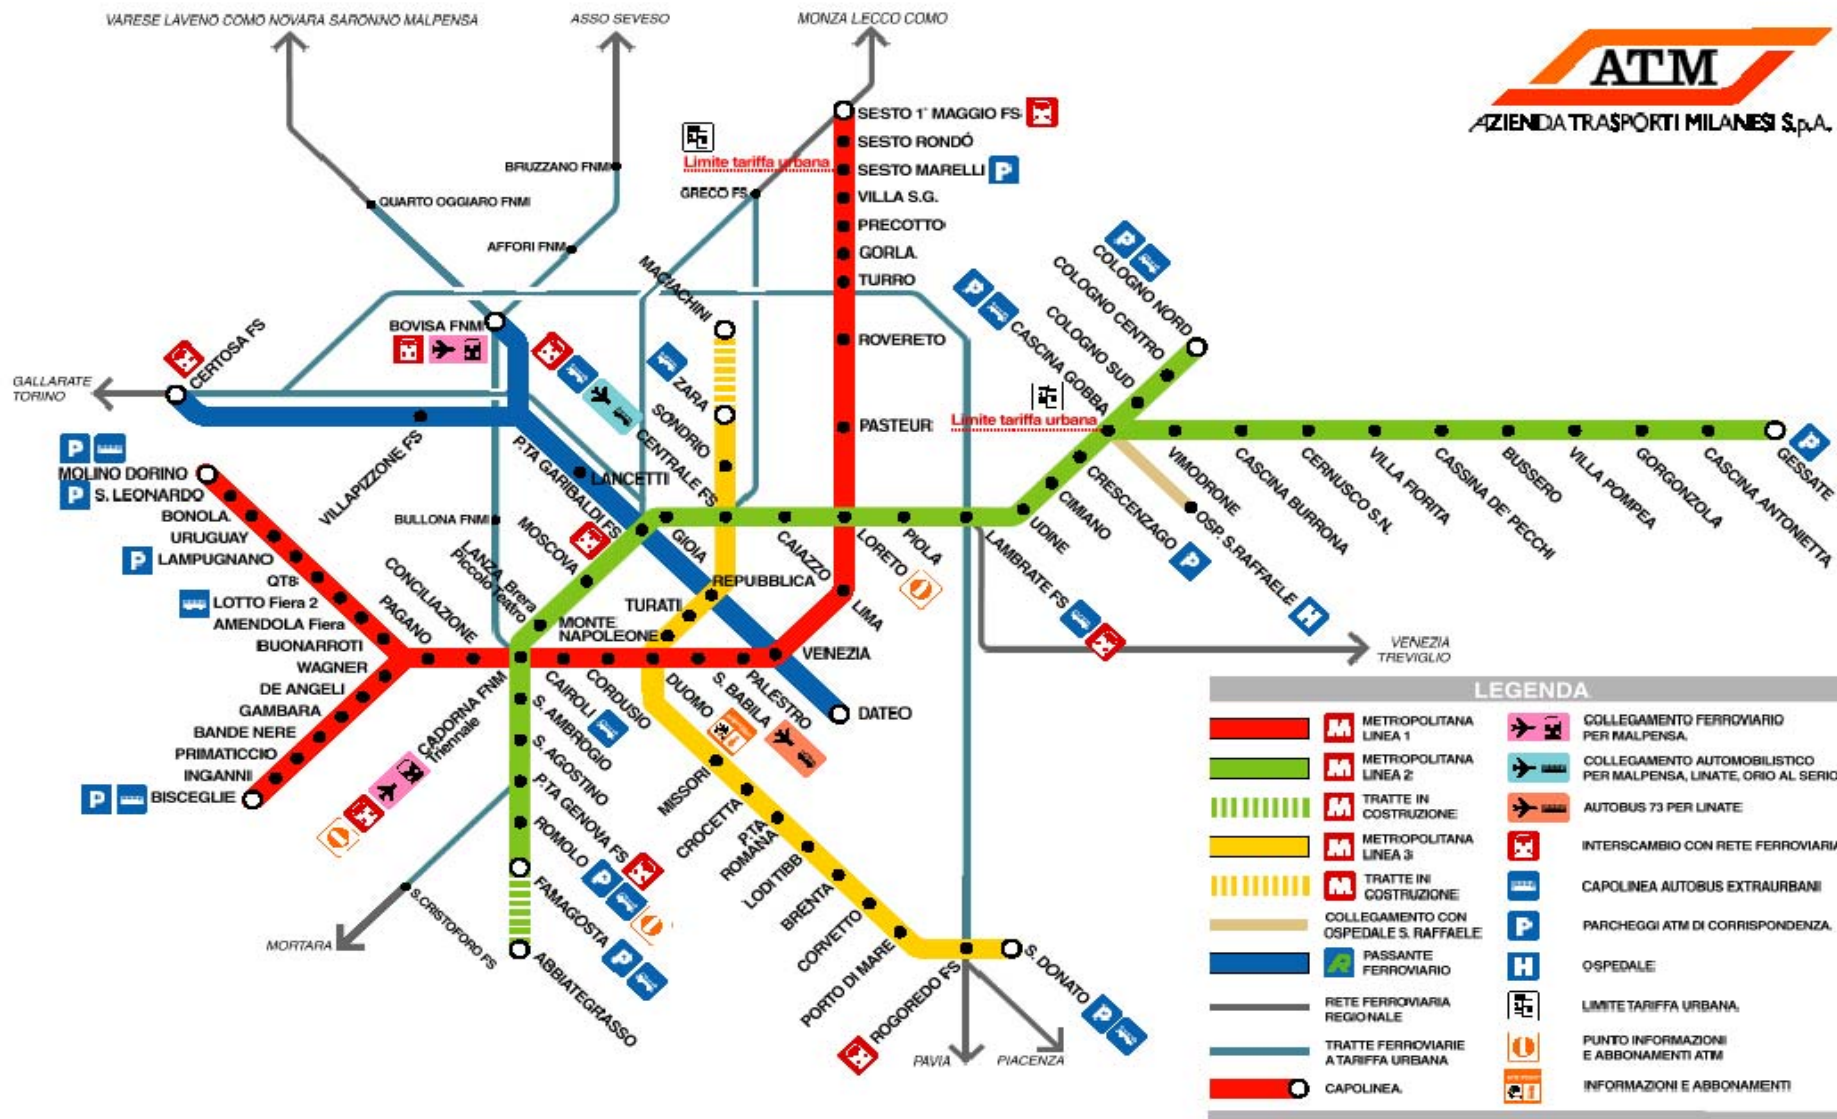 VARESE LAVENO COMO NOVARA SARONNO MALPENSA
ASSO SEVESO
MONZA LECCO COMO
ATM
AZIENDA TRASPORTI MILANESI S.p.A.
SESTO 1° MAGGIO FS
SESTO RONDÓ
Limite tariffa urbana
SESTO MARELLI
P
BRUZZANO FNM
GRECO FS
VILLA S.G.
QUARTO OGGIARO FNM
PRECOTTO
AFFORI FNM
GORLA
TURRO
MACIACHINI
COLOGNO NORD
COLOGNO CENTRO
COLOGNO SUD
P
CASCINA GOBBA
P
BOVISA FNM
CERTOSA FS
ROVERETO
ZARA
SONDRIO
CENTRALE FS
GALLARATE
TORINO
PASTEUR
Limite tariffa urbana
P
MOLINO DORINO
P
S. LEONARDO
BONOLA
URUGUAY
P
LAMPUGNANO
QT8
LOTTO Fiera 2
AMENDOLA Fiera
BUONARROTI
WAGNER
DE ANGELI
GAMBARA
BANDE NERE
PRIMATICCIO
INGANNI
P
BISCEGLIE
VILLAPIZZONE FS
P.TA GARIBALDI FS
LANCETTI
BULLONA FNM
MOSCOVA
LANZA Brera
Piccolo Teatro
CONCILIAZIONE
PAGANO
GIOIA
CAIAZZO
LORETO
PIOLA
LAMBRATE FS
UDINE
CIMIANO
CRESCENZAGO
P
OSP. S.RAFFAELE
H
VIMODRONE
CASCINA BURRONA
CERNUSCO S.N.
VILLA FIORITA
CASSINA DE' PECCHI
BUSSERO
VILLA POMPEA
GORGONZOLA
CASCINA ANTONIETTA
GESSATE
P
REPUBBLICA
TURATI
LIMA
MONTE
NAPOLEONE
VENEZIA
VENEZIA
TREVIGLIO
CADORNA FNM
Triennale
CAIROLI
CORDUSIO
DUOMO
S. BABILA
PALESTRO
DATEO
S. AMBROGIO
S. AGOSTINO
P.TA GENOVA FS
ROMOLO
P
FAMAGOSTA
P
ABBIATEGRASSO
MISSORI
CROCETTA
P.TA
ROMANA
LODI TIBB
BRENTA
CORVETTO
PORTO DI MARE
ROGOREDO FS
S. DONATO
P
S.CRISTOFORO FS
MORTARA
PAVIA
PIACENZA
LEGENDA
METROPOLITANA
LINEA 1
COLLEGAMENTO FERROVIARIO
PER MALPENSA
METROPOLITANA
LINEA 2
COLLEGAMENTO AUTOMOBILISTICO
PER MALPENSA, LINATE, ORIO AL SERIO
TRATTE IN
COSTRUZIONE
AUTOBUS 73 PER LINATE
METROPOLITANA
LINEA 3
INTERSCAMBIO CON RETE FERROVIARIA
TRATTE IN
COSTRUZIONE
CAPOLINEA AUTOBUS EXTRAURBANI
COLLEGAMENTO CON
OSPEDALE S. RAFFAELE
P
PARCHEGGI ATM DI CORRISPONDENZA
R
PASSANTE
FERROVIARIO
H
OSPEDALE
RETE FERROVIARIA
REGIONALE
LIMITE TARIFFA URBANA
TRATTE FERROVIARIE
A TARIFFA URBANA
PUNTO INFORMAZIONI
E ABBONAMENTI ATM
CAPOLINEA
INFORMAZIONI E ABBONAMENTI